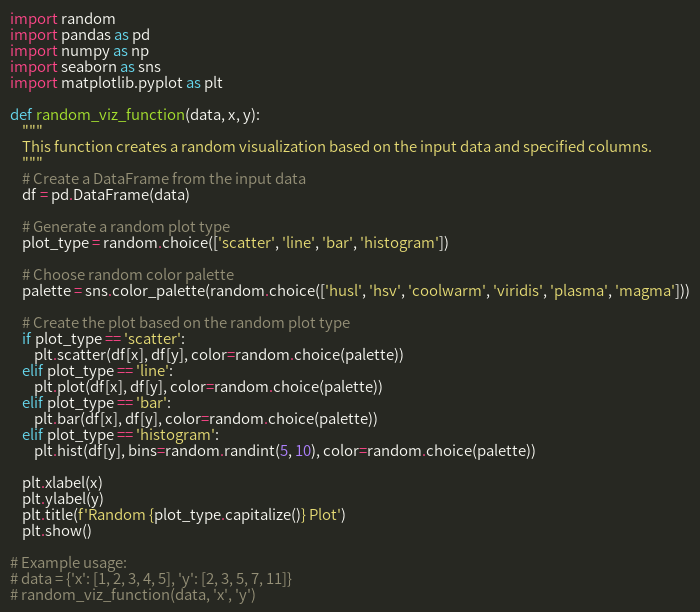 import random
import pandas as pd
import numpy as np
import seaborn as sns
import matplotlib.pyplot as plt

def random_viz_function(data, x, y):
    """
    This function creates a random visualization based on the input data and specified columns.
    """
    # Create a DataFrame from the input data
    df = pd.DataFrame(data)

    # Generate a random plot type
    plot_type = random.choice(['scatter', 'line', 'bar', 'histogram'])

    # Choose random color palette
    palette = sns.color_palette(random.choice(['husl', 'hsv', 'coolwarm', 'viridis', 'plasma', 'magma']))

    # Create the plot based on the random plot type
    if plot_type == 'scatter':
        plt.scatter(df[x], df[y], color=random.choice(palette))
    elif plot_type == 'line':
        plt.plot(df[x], df[y], color=random.choice(palette))
    elif plot_type == 'bar':
        plt.bar(df[x], df[y], color=random.choice(palette))
    elif plot_type == 'histogram':
        plt.hist(df[y], bins=random.randint(5, 10), color=random.choice(palette))

    plt.xlabel(x)
    plt.ylabel(y)
    plt.title(f'Random {plot_type.capitalize()} Plot')
    plt.show()

# Example usage:
# data = {'x': [1, 2, 3, 4, 5], 'y': [2, 3, 5, 7, 11]}
# random_viz_function(data, 'x', 'y')